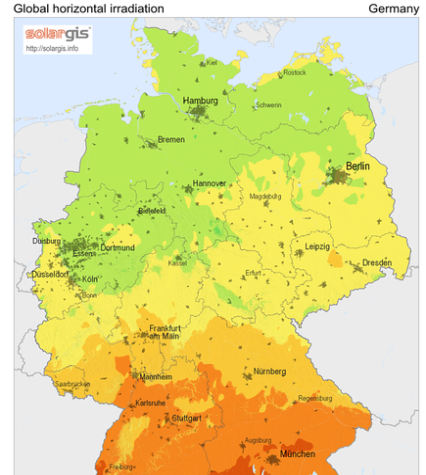 Global horizontal irradiation
Germany
solargis
http://solargis.info
Kiel
Rostock
Hamburg
Schwerin
Bremen
Berlin
Hannover
Magdeburg
Bielefeld
Duisburg
Dortmund
Essen
Leipzig
Kassel
Dresden
Düsseldorf
Köln
Erfurt
Bonn
Frankfurt
am Main
Nürnberg
Mannheim
Saarbrücken
Regensburg
Karlsruhe
Stuttgart
Augsburg
München
Freiburg